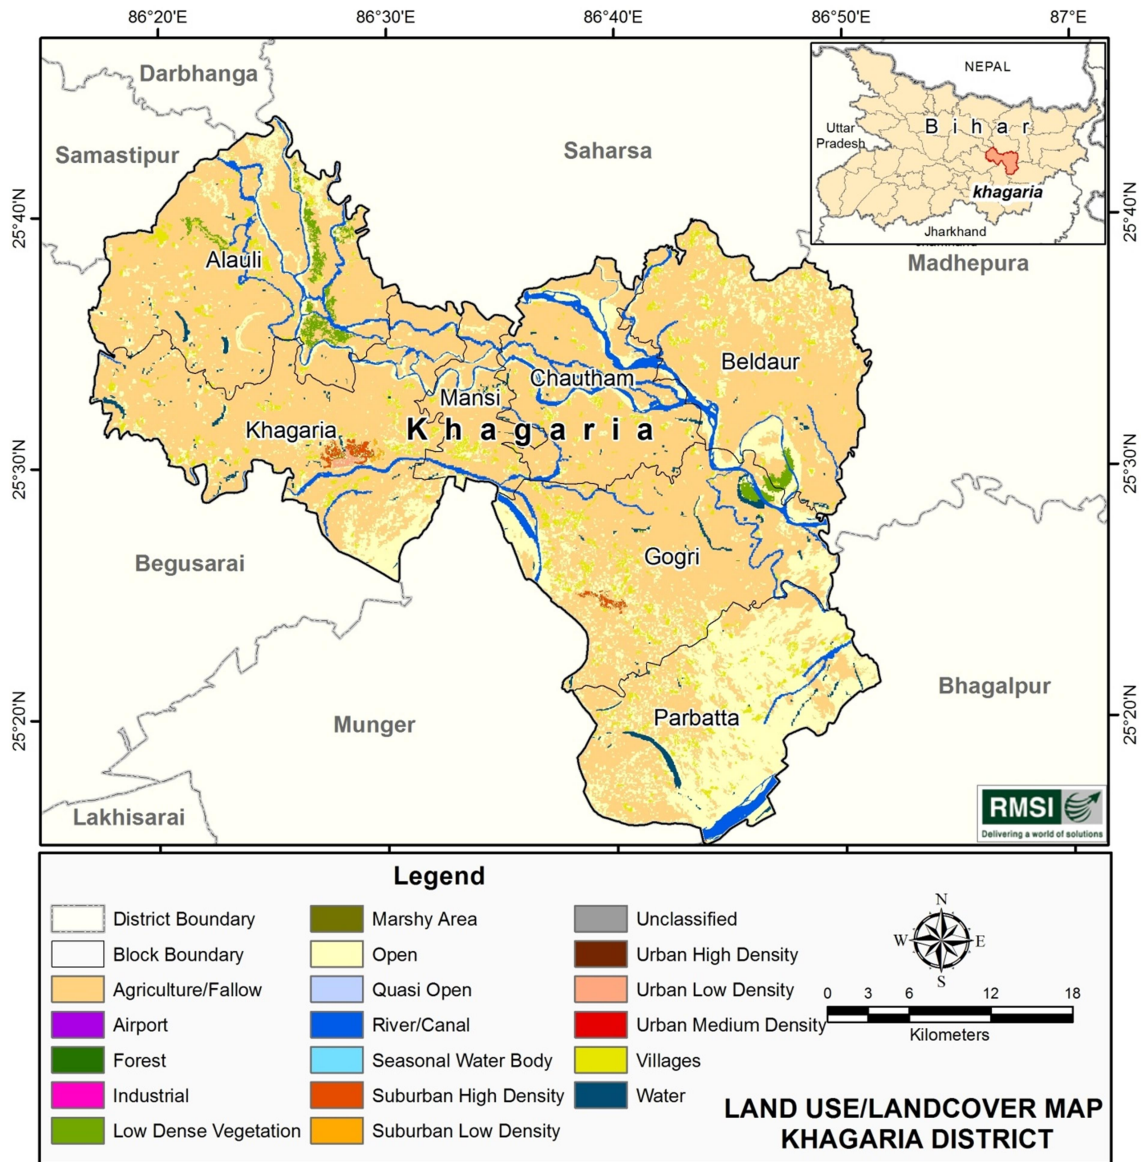 86°20'E 86°30'E 86°40'E 86°50'E 87°E
Darbhanga
Samastipur
Saharsa
NEPAL
Bihar
Uttar
Pradesh
khagaria
Jharkhand
25°40'N
25°40'N
Madhepura
Alauli
Beldaur
Chautham
Mansi
Khagaria
Khagaria
25°30'N
25°30'N
Begusarai
Gogri
Bhagalpur
Munger
Parbatta
25°20'N
25°20'N
Lakhisarai
RMSI
Delivering a world of solutions
Legend
District Boundary
Block Boundary
Agriculture/Fallow
Airport
Forest
Industrial
Low Dense Vegetation
Marshy Area
Open
Quasi Open
River/Canal
Seasonal Water Body
Suburban High Density
Suburban Low Density
Unclassified
Urban High Density
Urban Low Density
Urban Medium Density
Villages
Water
N
W E
S
0 3 6 12 18
Kilometers
LAND USE/LANDCOVER MAP
KHAGARIA DISTRICT